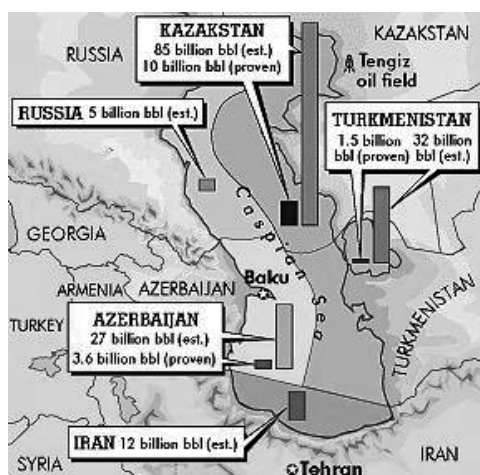 KAZAKSTAN
85 billion bbl (est.)
10 billion bbl (proven)
RUSSIA
KAZAKSTAN
Tengiz
oil field
RUSSIA 5 billion bbl (est.)
TURKMENISTAN
1.5 billion 32 billion
bbl (proven) bbl (est.)
Caspian Sea
GEORGIA
Baku
ARMENIA
AZERBAIJAN
TURKMENISTAN
TURKEY
AZERBAIJAN
27 billion bbl (est.)
3.6 billion bbl (proven)
IRAN 12 billion bbl (est.)
IRAN
SYRIA
Tehran